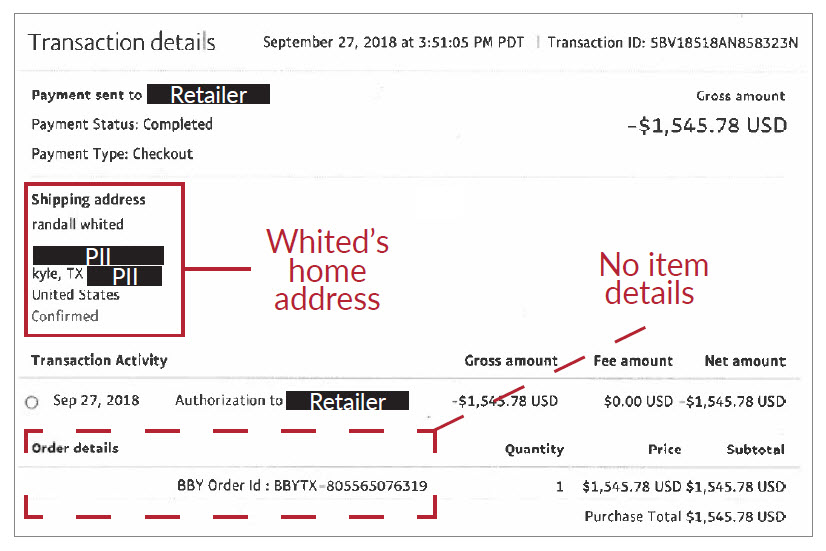 Transaction details September 27, 2018 at 3:51:05 PM PDT | Transaction ID: 5BV18518AN858323N
Payment sent to Retailer Gross amount
Payment Status: Completed -$1,545.78 USD
Payment Type: Checkout
Shipping address
randall whited
PII
kyle, TX PII
United States
Confirmed
Whited's
home
address
No item
details
Transaction Activity Gross amount Fee amount Net amount
Sep 27, 2018 Authorization to Retailer -$1,545.78 USD $0.00 USD -$1,545.78 USD
Order details Quantity Price Subtotal
BBY Order Id : BBYTX-805565076319 1 $1,545.78 USD $1,545.78 USD
Purchase Total $1,545.78 USD